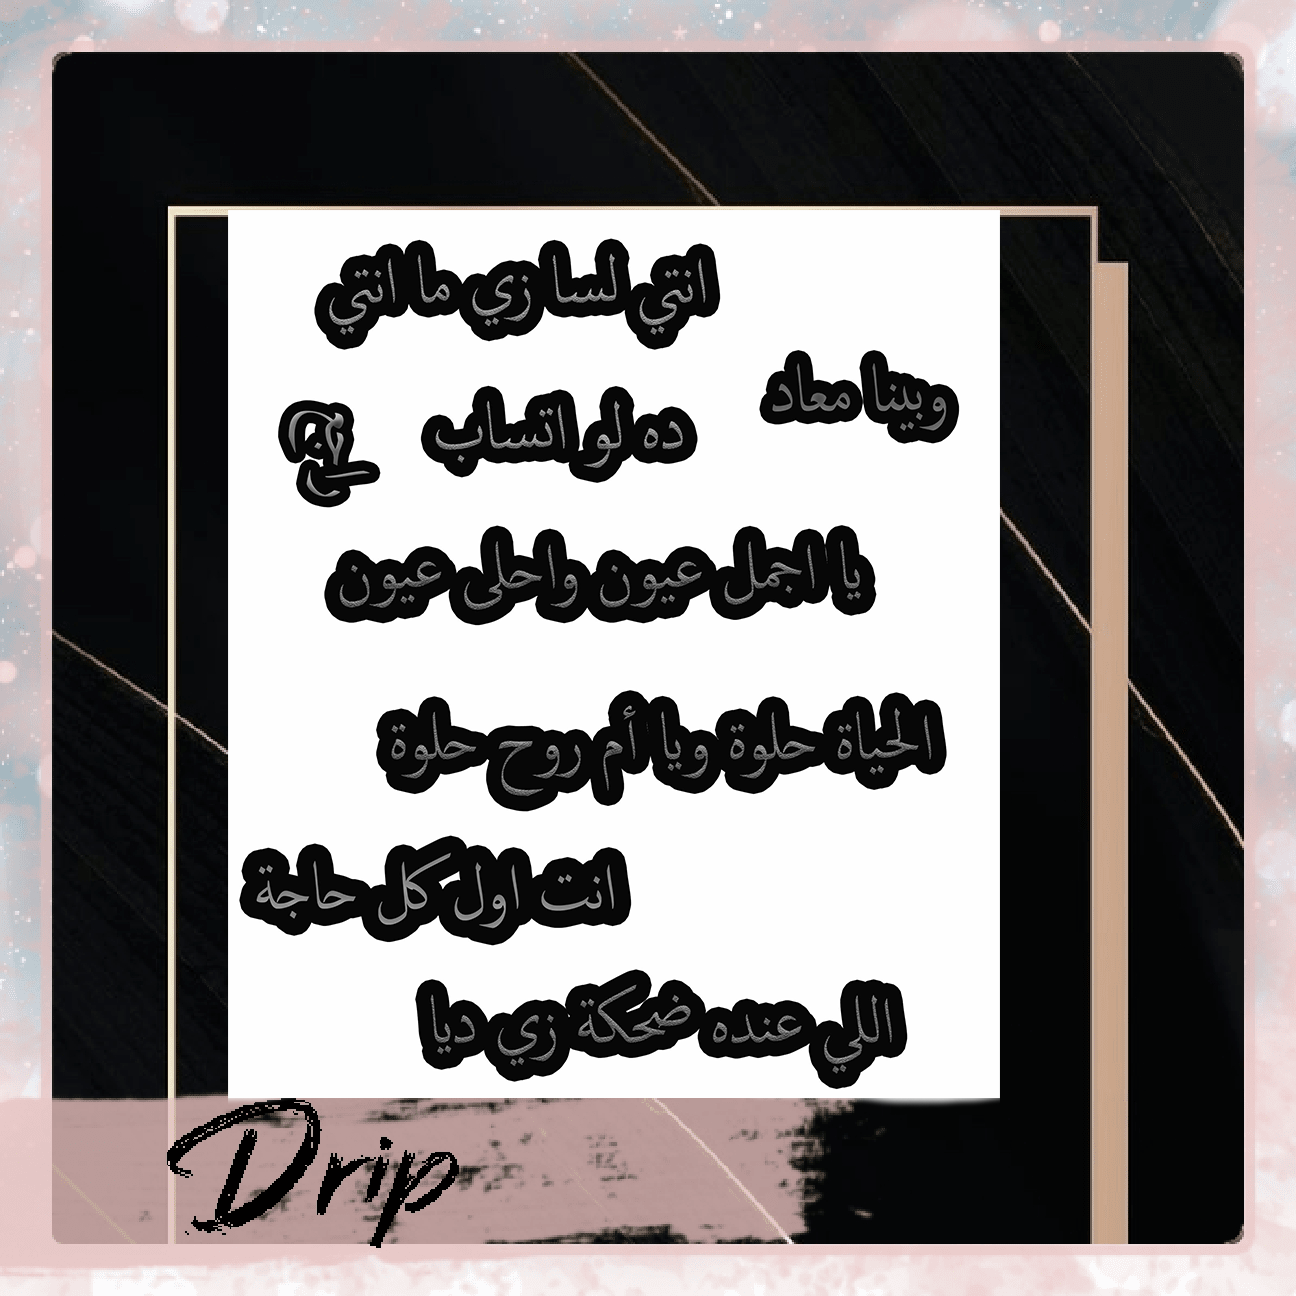 انتي لسا زي ما انتي
وبينا معاد
ده لو اتساب
يا اجمل عيون واحلى عيون
الحياة حلوة ويا أم روح حلوة
انت اول كل حاجة
اللي عنده ضحكة زي ديا
Drip